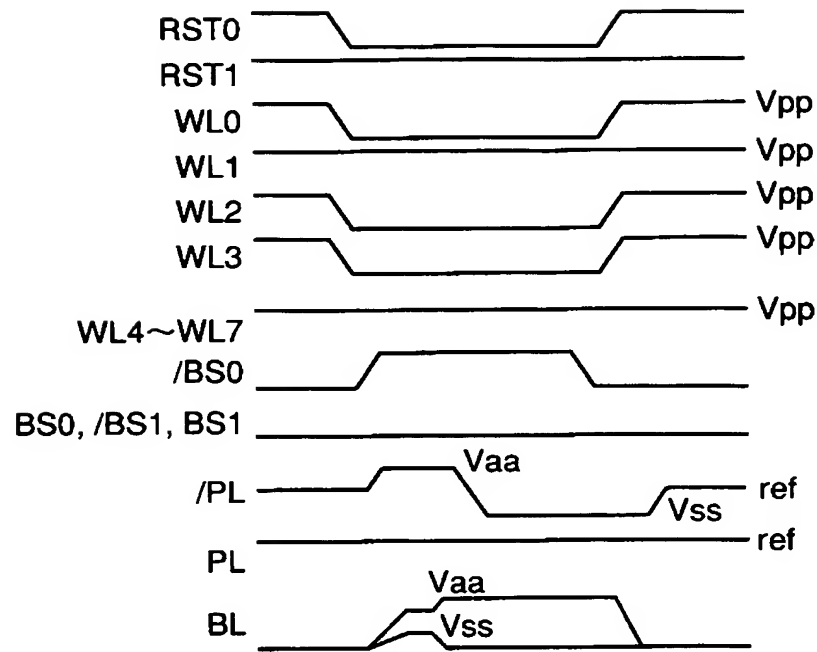 RST0
RST1
WL0 Vpp
WL1 Vpp
WL2 Vpp
WL3 Vpp
WL4～WL7 Vpp
/BS0
BS0, /BS1, BS1
/PL Vaa Vss ref
PL ref
BL Vaa Vss